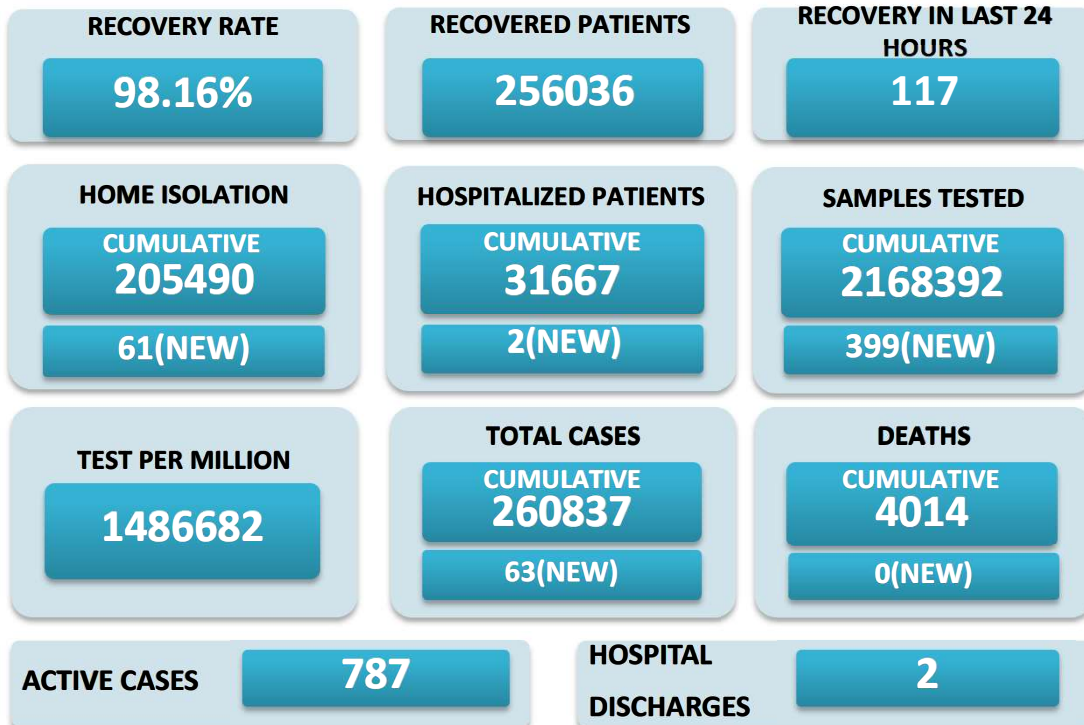 RECOVERY RATE
98.16%
RECOVERED PATIENTS
256036
RECOVERY IN LAST 24
HOURS
117
HOME ISOLATION
CUMULATIVE
205490
61(NEW)
HOSPITALIZED PATIENTS
CUMULATIVE
31667
2(NEW)
SAMPLES TESTED
CUMULATIVE
2168392
399(NEW)
TEST PER MILLION
1486682
TOTAL CASES
CUMULATIVE
260837
63(NEW)
DEATHS
CUMULATIVE
4014
0(NEW)
ACTIVE CASES
787
HOSPITAL
DISCHARGES
2